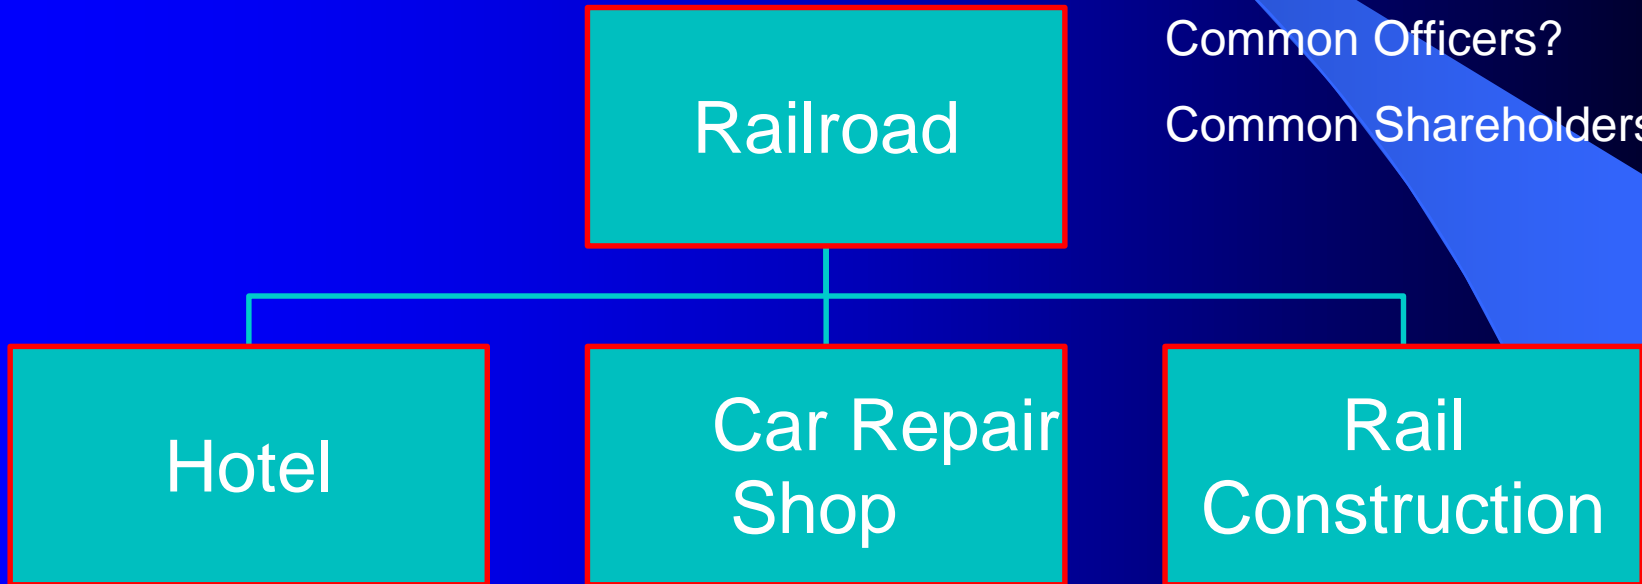 Common Officers?
Common Shareholders
Railroad
Hotel
Car Repair
Shop
Rail
Construction